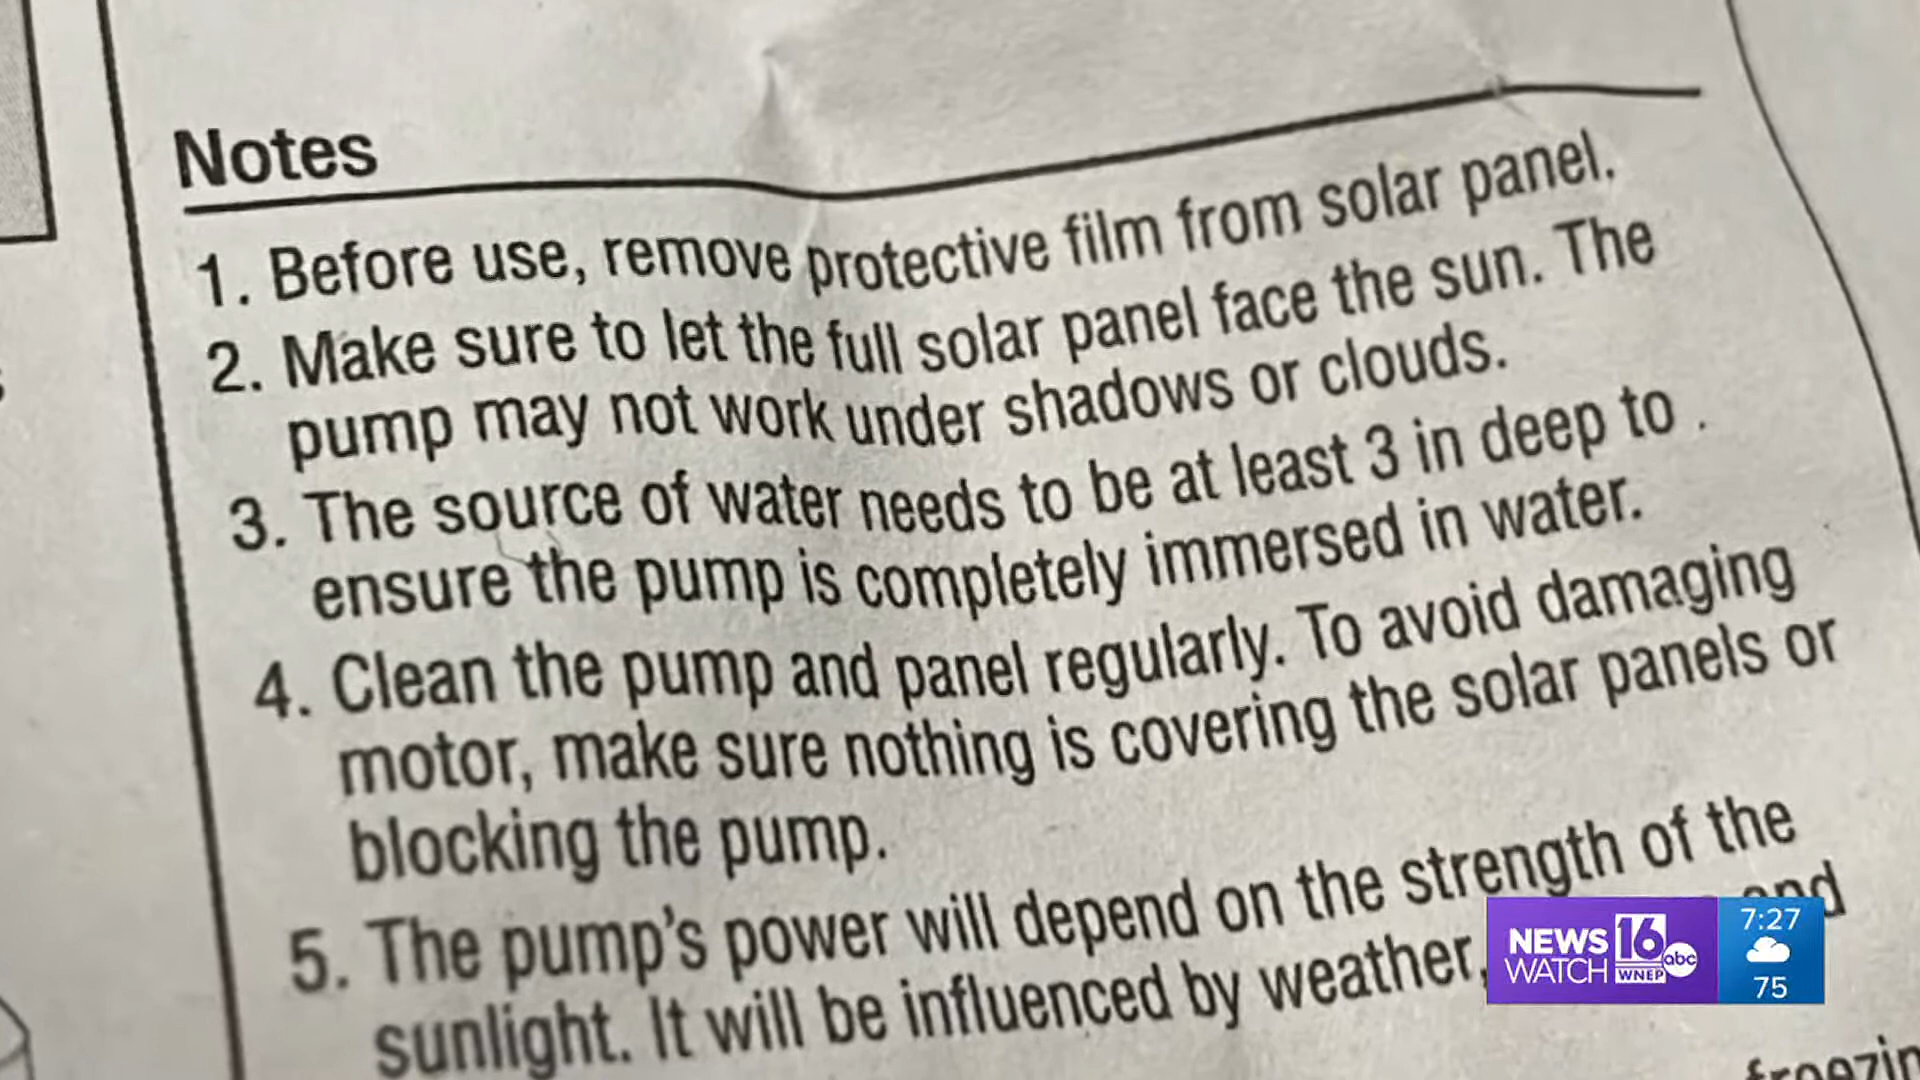 Notes
1. Before use, remove protective film from solar panel.
2. Make sure to let the full solar panel face the sun. The
pump may not work under shadows or clouds.
3. The source of water needs to be at least 3 in deep to .
ensure the pump is completely immersed in water.
4. Clean the pump and panel regularly. To avoid damaging
motor, make sure nothing is covering the solar panels or
blocking the pump.
5. The pump's power will depend on the strength of the
sunlight. It will be influenced by weather, and
NEWS
WATCH
16
WNEP
abc
7:27
75